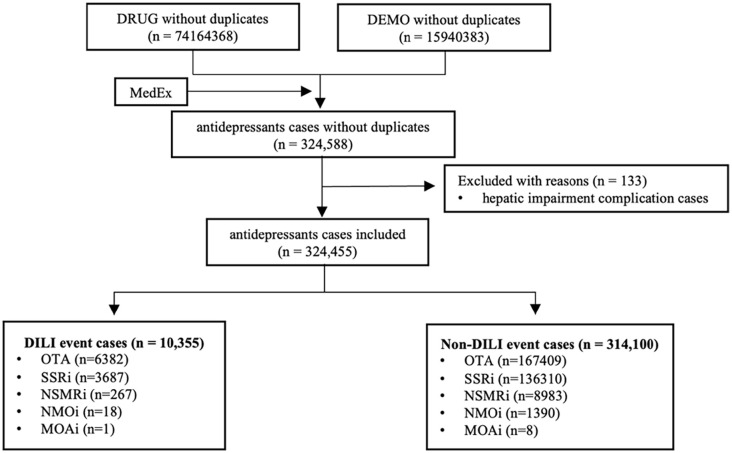 DRUG without duplicates
(n = 74164368)
DEMO without duplicates
(n = 15940383)
MedEx
antidepressants cases without duplicates
(n = 324,588)
Excluded with reasons (n = 133)
• hepatic impairment complication cases
antidepressants cases included
(n = 324,455)
DILI event cases (n = 10,355)
• OTA (n=6382)
• SSRi (n=3687)
• NSMRi (n=267)
• NMOi (n=18)
• MOAi (n=1)
Non-DILI event cases (n = 314,100)
• OTA (n=167409)
• SSRi (n=136310)
• NSMRi (n=8983)
• NMOi (n=1390)
• MOAi (n=8)